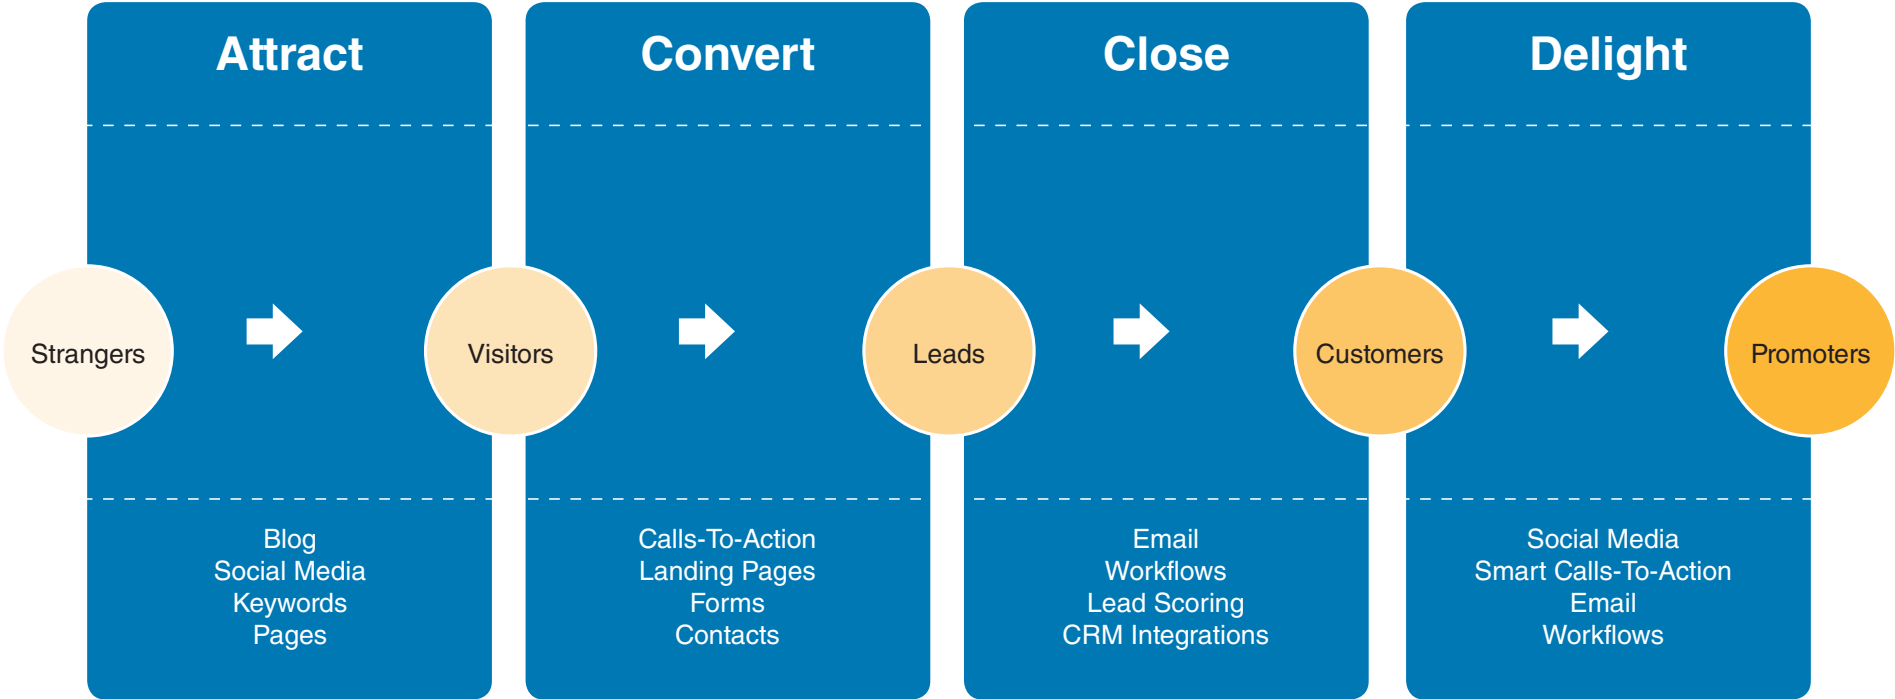 Attract
Convert
Close
Delight
Strangers
Visitors
Leads
Customers
Promoters
Blog
Social Media
Keywords
Pages
Calls-To-Action
Landing Pages
Forms
Contacts
Email
Workflows
Lead Scoring
CRM Integrations
Social Media
Smart Calls-To-Action
Email
Workflows